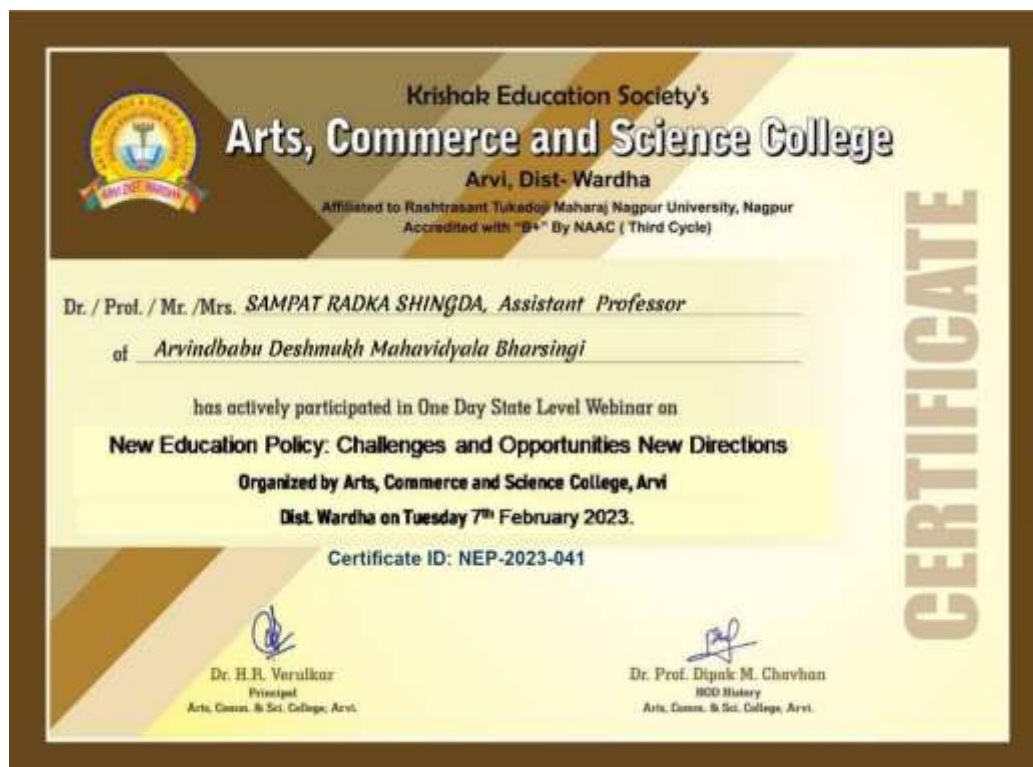 Krishak Education Society's
Arts, Commerce and Science College
Arvi, Dist- Wardha
Affiliated to Rashtrasant Tukadoji Maharaj Nagpur University, Nagpur
Accredited with "B+" By NAAC ( Third Cycle)
ARVI DIST. WARDHA
CERTIFICATE
Dr. / Prof. / Mr. /Mrs. SAMPAT RADKA SHINGDA, Assistant Professor
of Arvindbabu Deshmukh Mahavidyala Bharsingi
has actively participated in One Day State Level Webinar on
New Education Policy: Challenges and Opportunities New Directions
Organized by Arts, Commerce and Science College, Arvi
Dist. Wardha on Tuesday 7th February 2023.
Certificate ID: NEP-2023-041
Dr. H.R. Verulkar
Principal
Arts, Comm. & Sci. College, Arvi.
Dr. Prof. Dipak M. Chavhan
HOD History
Arts, Comm. & Sci. College, Arvi.